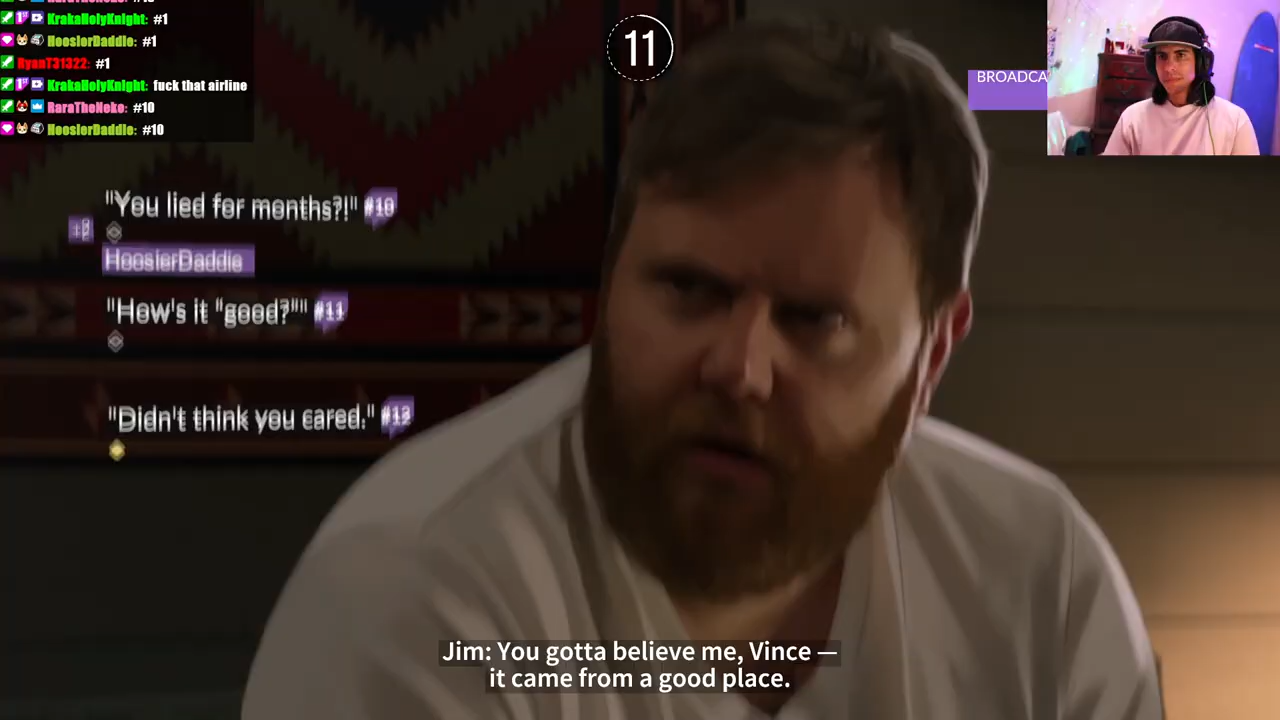 KrakaHolyKnight: #1
HoosierDaddie: #1
RyanT31322: #1
KrakaHolyKnight: fuck that airline
RaraTheNeko: #10
HoosierDaddie: #10
11
BROADCA
"You lied for months?!" #10
HoosierDaddie
"How's it "good?"" #11
"Didn't think you cared." #12
Jim: You gotta believe me, Vince —
it came from a good place.